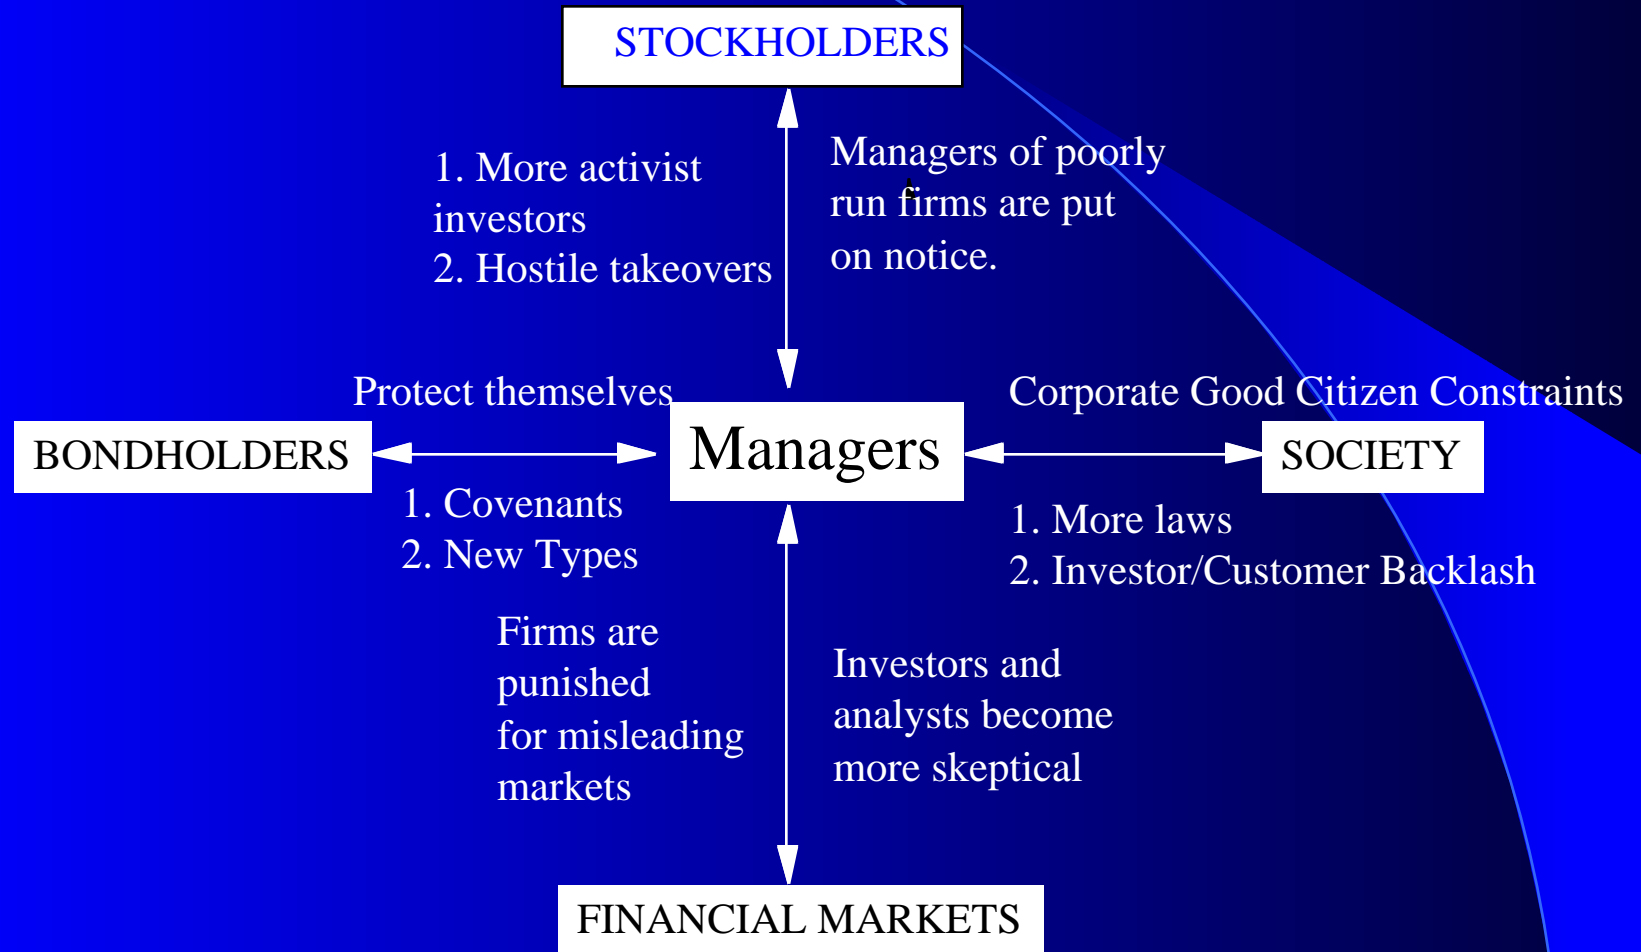 STOCKHOLDERS
1. More activist
investors
2. Hostile takeovers
Managers of poorly
run firms are put
on notice.
Protect themselves
Corporate Good Citizen Constraints
BONDHOLDERS
Managers
SOCIETY
1. Covenants
2. New Types
1. More laws
2. Investor/Customer Backlash
Firms are
punished
for misleading
markets
Investors and
analysts become
more skeptical
FINANCIAL MARKETS